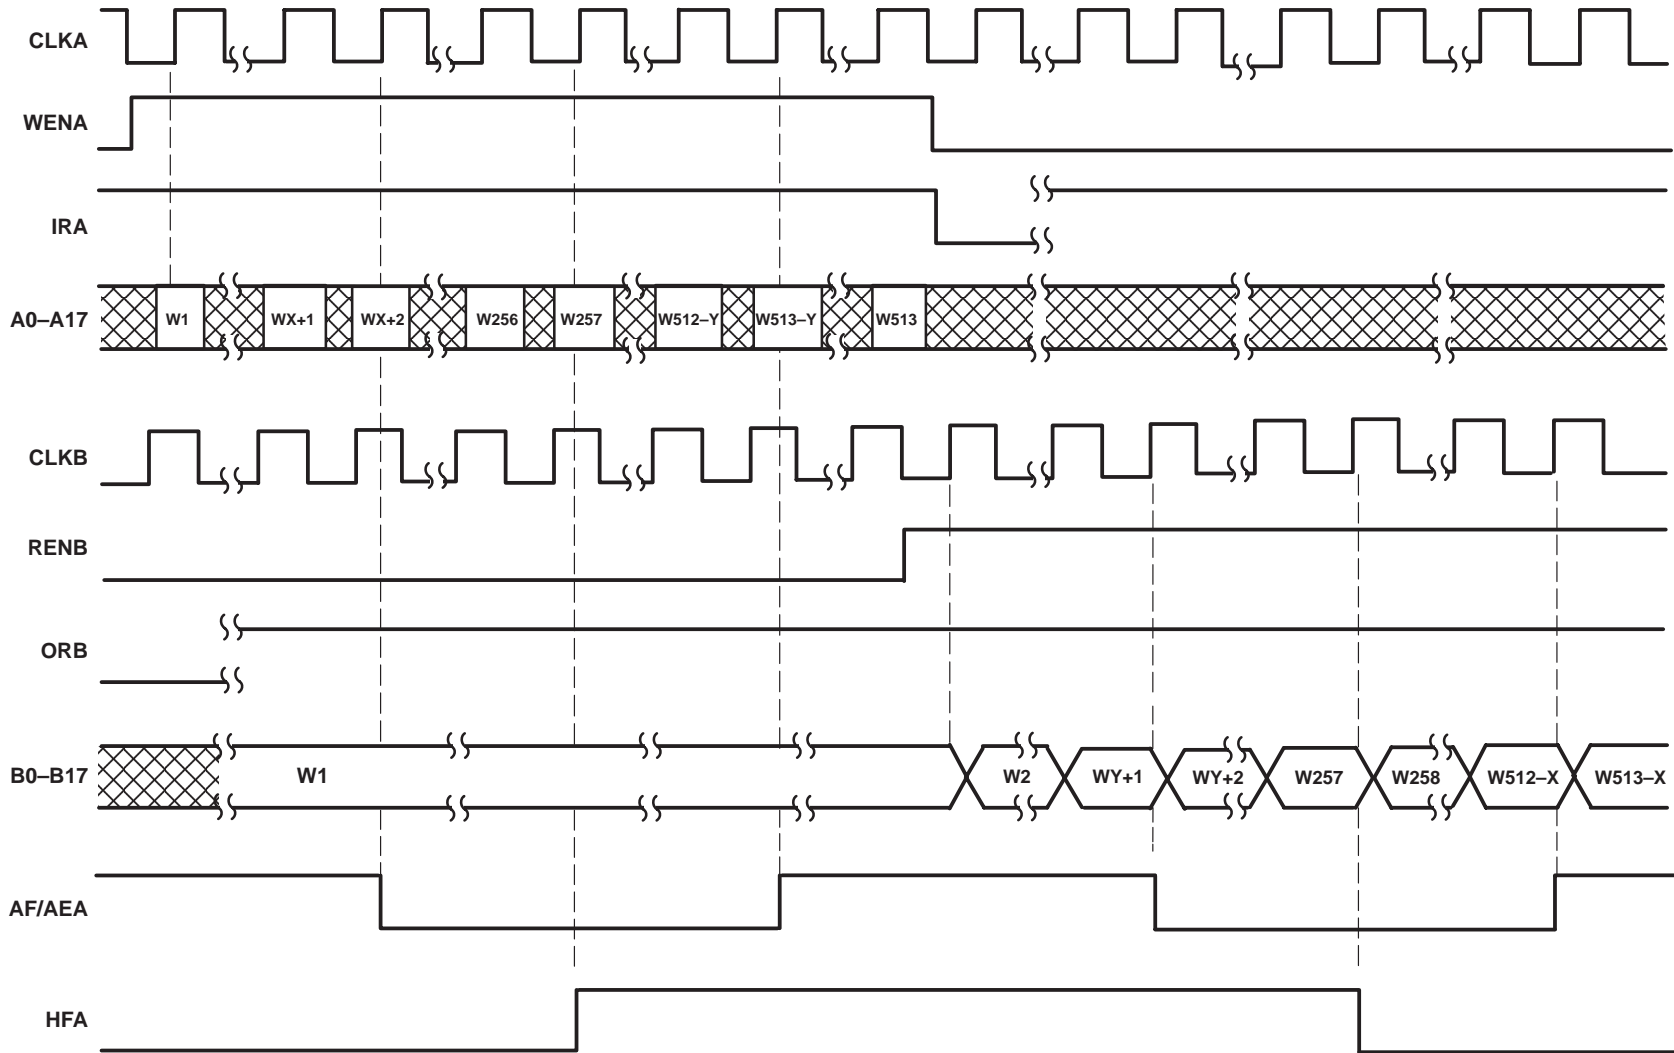 CLKA
WENA
IRA
A0–A17 W1 WX+1 WX+2 W256 W257 W512–Y W513–Y W513
CLKB
RENB
ORB
B0–B17 W1 W2 WY+1 WY+2 W257 W258 W512–X W513–X
AF/AEA
HFA